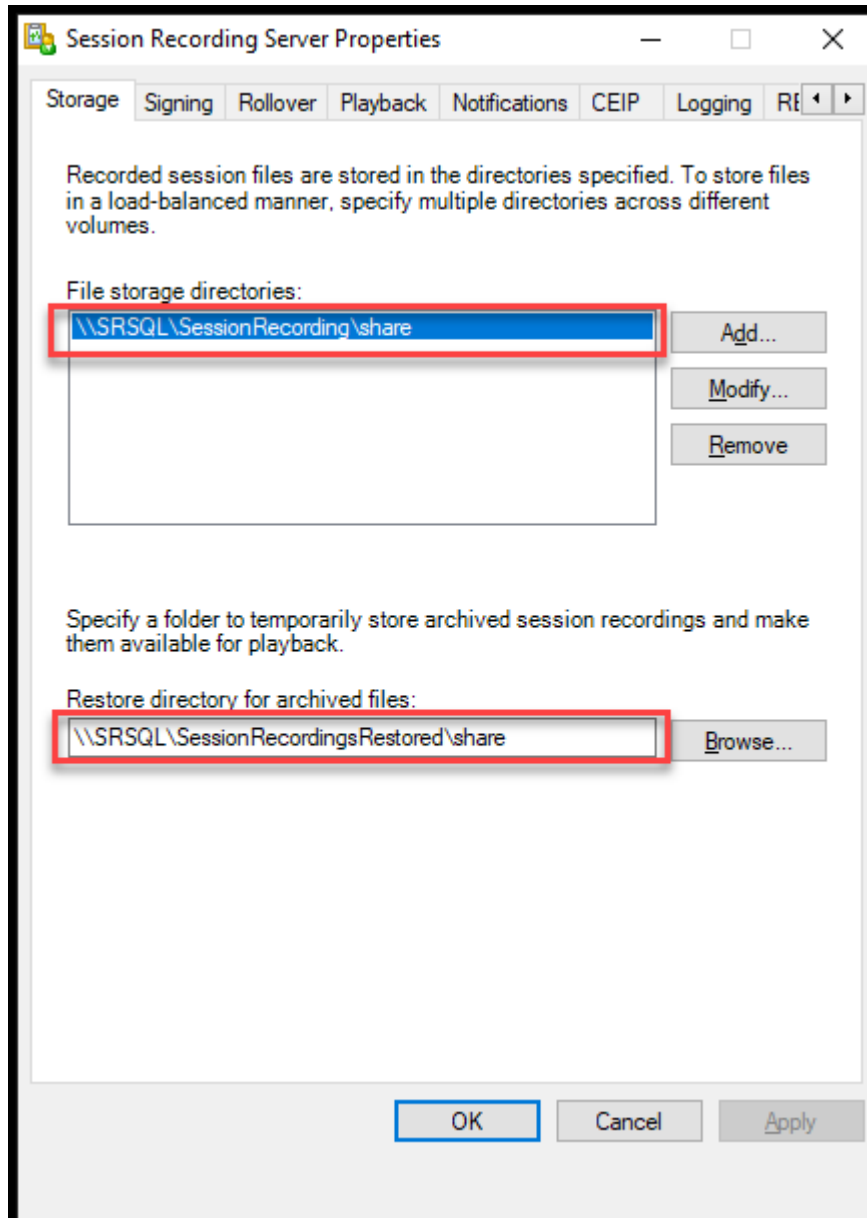 Session Recording Server Properties
Storage Signing Rollover Playback Notifications CEIP Logging
Recorded session files are stored in the directories specified. To store files
in a load-balanced manner, specify multiple directories across different
volumes.
File storage directories:
\\SRSQL\SessionRecording\share
Add...
Modify...
Remove
Specify a folder to temporarily store archived session recordings and make
them available for playback.
Restore directory for archived files:
\\SRSQL\SessionRecordingsRestored\share
Browse...
OK Cancel Apply